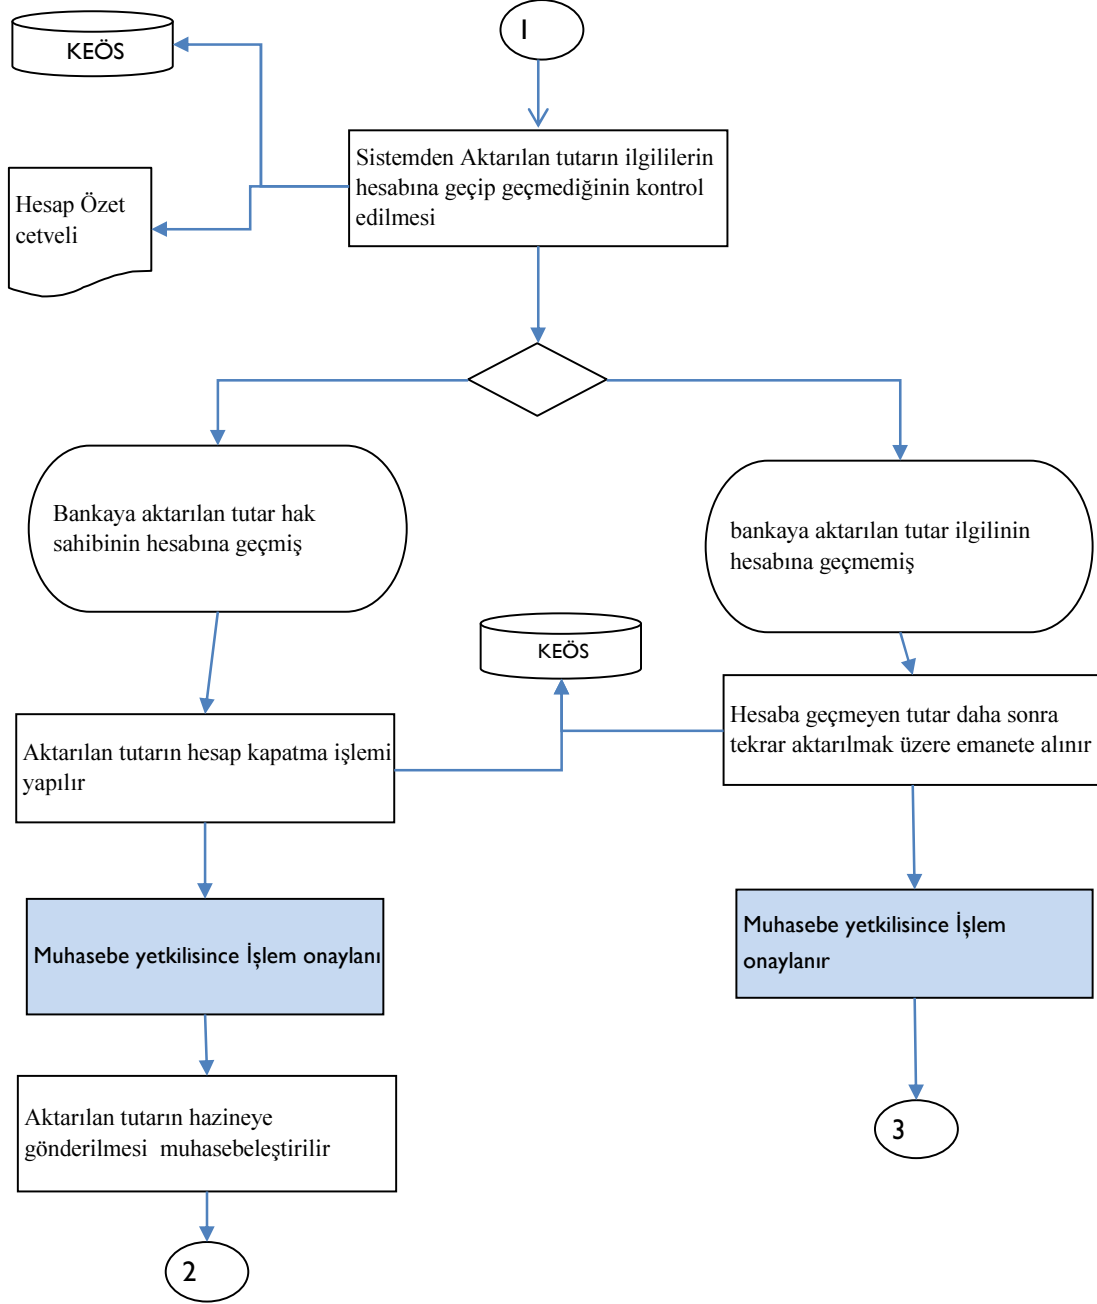 1
KEÖS
Sistemden Aktarılan tutarın ilgililerin
hesabına geçip geçmediğinin kontrol
edilmesi
Hesap Özet
cetveli
Bankaya aktarılan tutar hak
sahibinin hesabına geçmiş
bankaya aktarılan tutar ilgilinin
hesabına geçmemiş
KEÖS
Hesaba geçmeyen tutar daha sonra
tekrar aktarılmak üzere emanete alınır
Aktarılan tutarın hesap kapatma işlemi
yapılır
Muhasebe yetkilisince İşlem
onaylanır
Muhasebe yetkilisince İşlem onaylanı
Aktarılan tutarın hazineye
gönderilmesi  muhasebeleştirilir
3
2